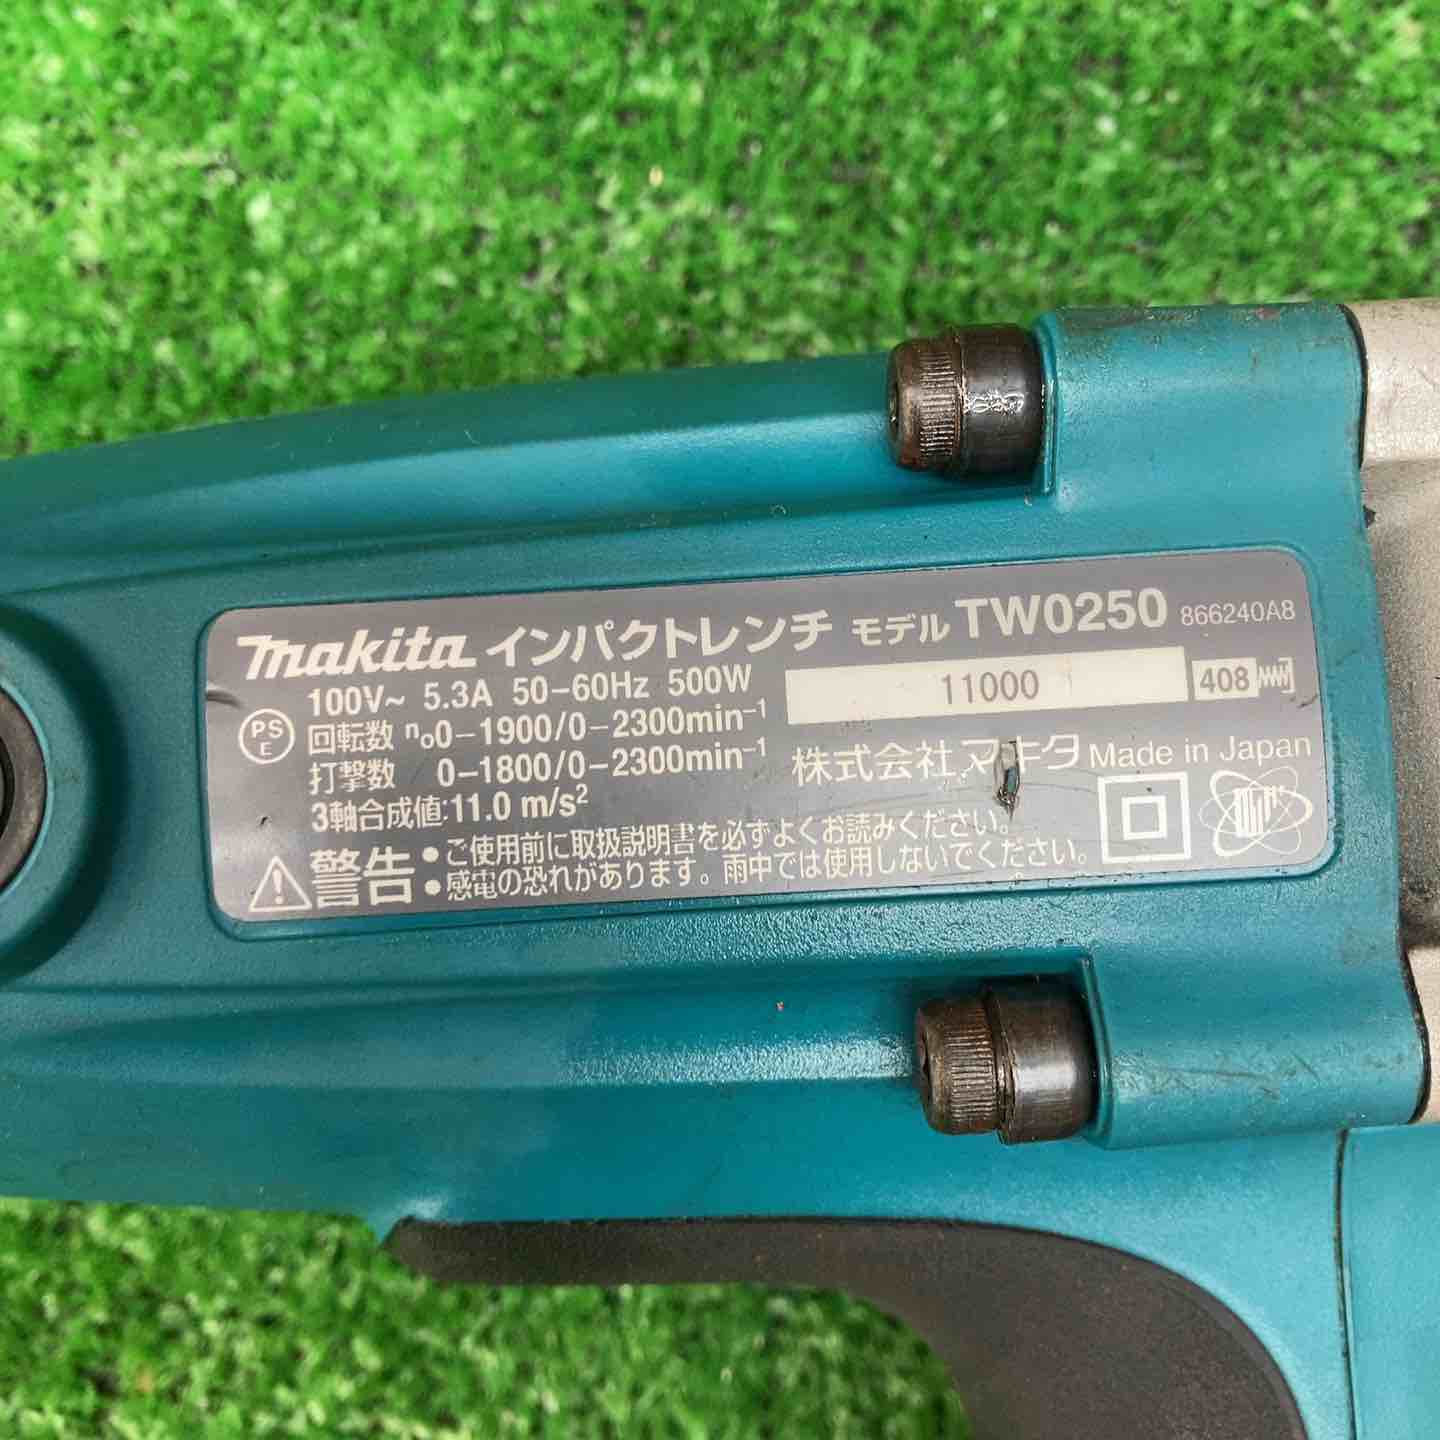 makita インパクトレンチ モデル TW0250 866240A8
100V~ 5.3A 50-60Hz 500W
11000
408
PS E
回転数 no0-1900/0-2300min-1
打撃数 0-1800/0-2300min-1
株式会社マキタ Made in Japan
3軸合成値:11.0 m/s2
警告
•ご使用前に取扱説明書を必ずよくお読みください。
•感電の恐れがあります。雨中では使用しないでください。